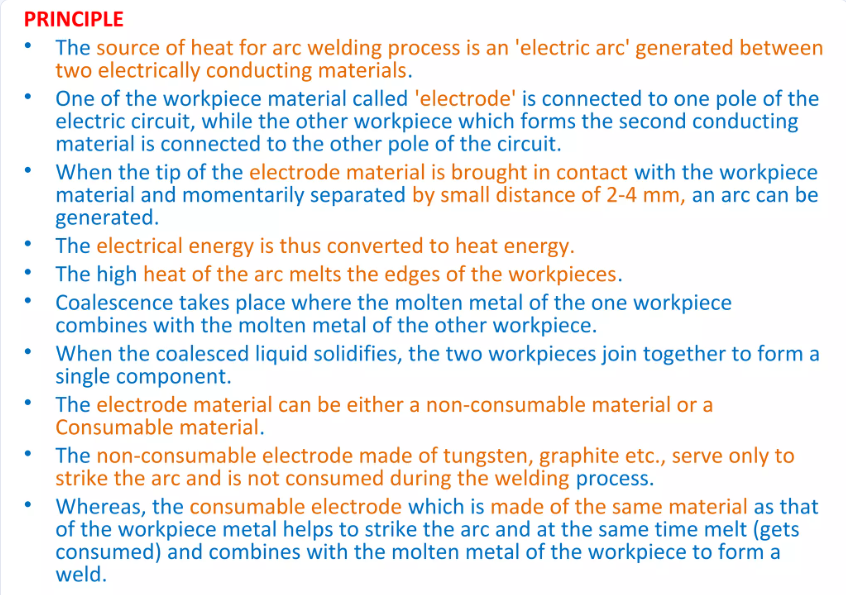 PRINCIPLE
• The source of heat for arc welding process is an 'electric arc' generated between
two electrically conducting materials.
• One of the workpiece material called 'electrode' is connected to one pole of the
electric circuit, while the other workpiece which forms the second conducting
material is connected to the other pole of the circuit.
• When the tip of the electrode material is brought in contact with the workpiece
material and momentarily separated by small distance of 2-4 mm, an arc can be
generated.
• The electrical energy is thus converted to heat energy.
• The high heat of the arc melts the edges of the workpieces.
• Coalescence takes place where the molten metal of the one workpiece
combines with the molten metal of the other workpiece.
• When the coalesced liquid solidifies, the two workpieces join together to form a
single component.
• The electrode material can be either a non-consumable material or a
Consumable material.
• The non-consumable electrode made of tungsten, graphite etc., serve only to
strike the arc and is not consumed during the welding process.
• Whereas, the consumable electrode which is made of the same material as that
of the workpiece metal helps to strike the arc and at the same time melt (gets
consumed) and combines with the molten metal of the workpiece to form a
weld.